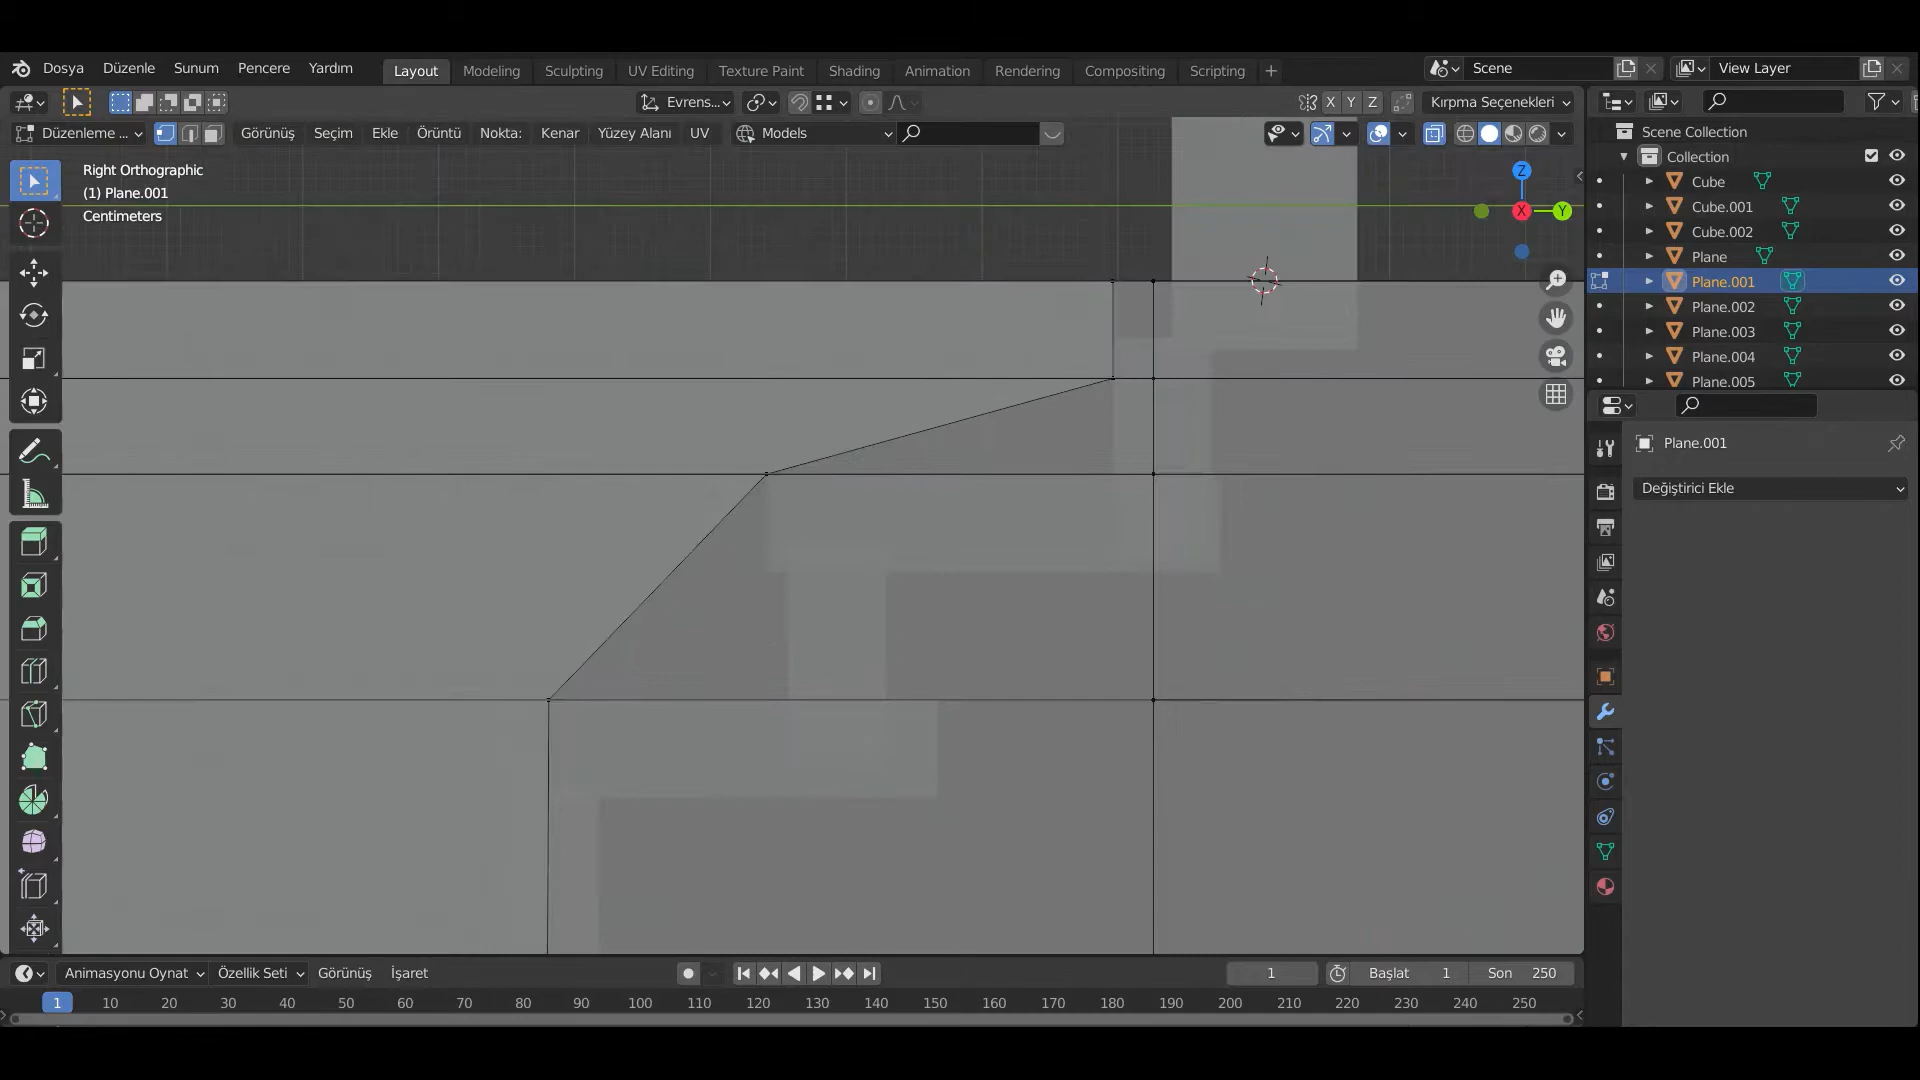 Dosya Düzenle Sunum Pencere Yardım Layout Modeling Sculpting UV Editing Texture Paint Shading Animation Rendering Compositing Scripting + Scene View Layer
Evrens... X Y Z Kırpma Seçenekleri
Düzenleme ... Görünüş Seçim Ekle Örüntü Nokta: Kenar Yüzey Alanı UV Models
Right Orthographic
(1) Plane.001
Centimeters
Z
X
Y
Scene Collection
Collection
Cube
Cube.001
Cube.002
Plane
Plane.001
Plane.002
Plane.003
Plane.004
Plane.005
Plane.001
Değiştirici Ekle
Animasyonu Oynat Özellik Seti Görünüş İşaret 1 Başlat 1 Son 250
1 10 20 30 40 50 60 70 80 90 100 110 120 130 140 150 160 170 180 190 200 210 220 230 240 250